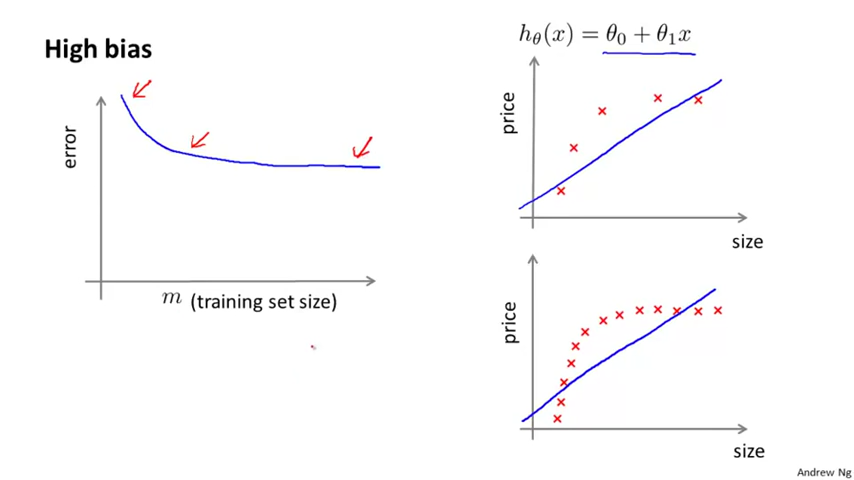 High bias
error
m (training set size)
hθ(x) = θ0 + θ1x
price
size
price
size
Andrew Ng